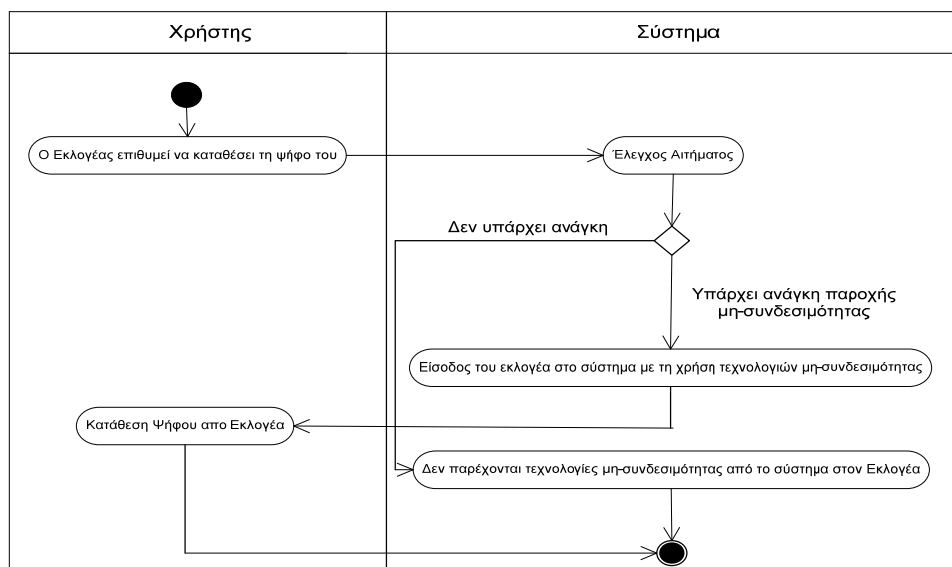 Χρήστης
Σύστημα
Ο Εκλογέας επιθυμεί να καταθέσει τη ψήφο του
Έλεγχος Αιτήματος
Δεν υπάρχει ανάγκη
Υπάρχει ανάγκη παροχής
μη-συνδεσιμότητας
Είσοδος του εκλογέα στο σύστημα με τη χρήση τεχνολογιών μη-συνδεσιμότητας
Κατάθεση Ψήφου απο Εκλογέα
Δεν παρέχονται τεχνολογίες μη-συνδεσιμότητας από το σύστημα στον Εκλογέα